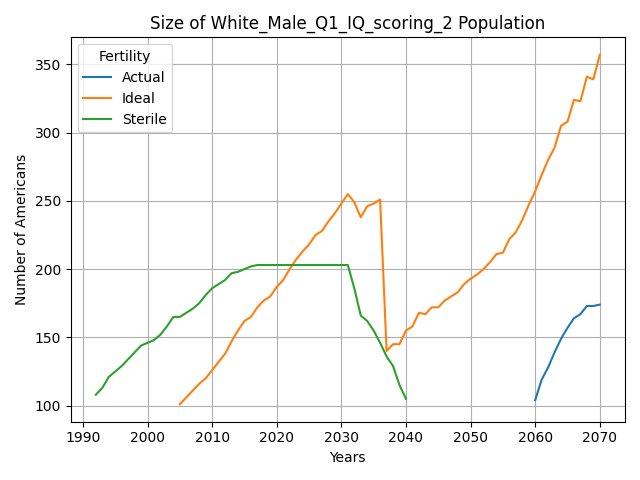 Size of White_Male_Q1_IQ_scoring_2 Population
Fertility
Actual
Ideal
Sterile
Number of Americans
350
300
250
200
150
100
1990 2000 2010 2020 2030 2040 2050 2060 2070
Years